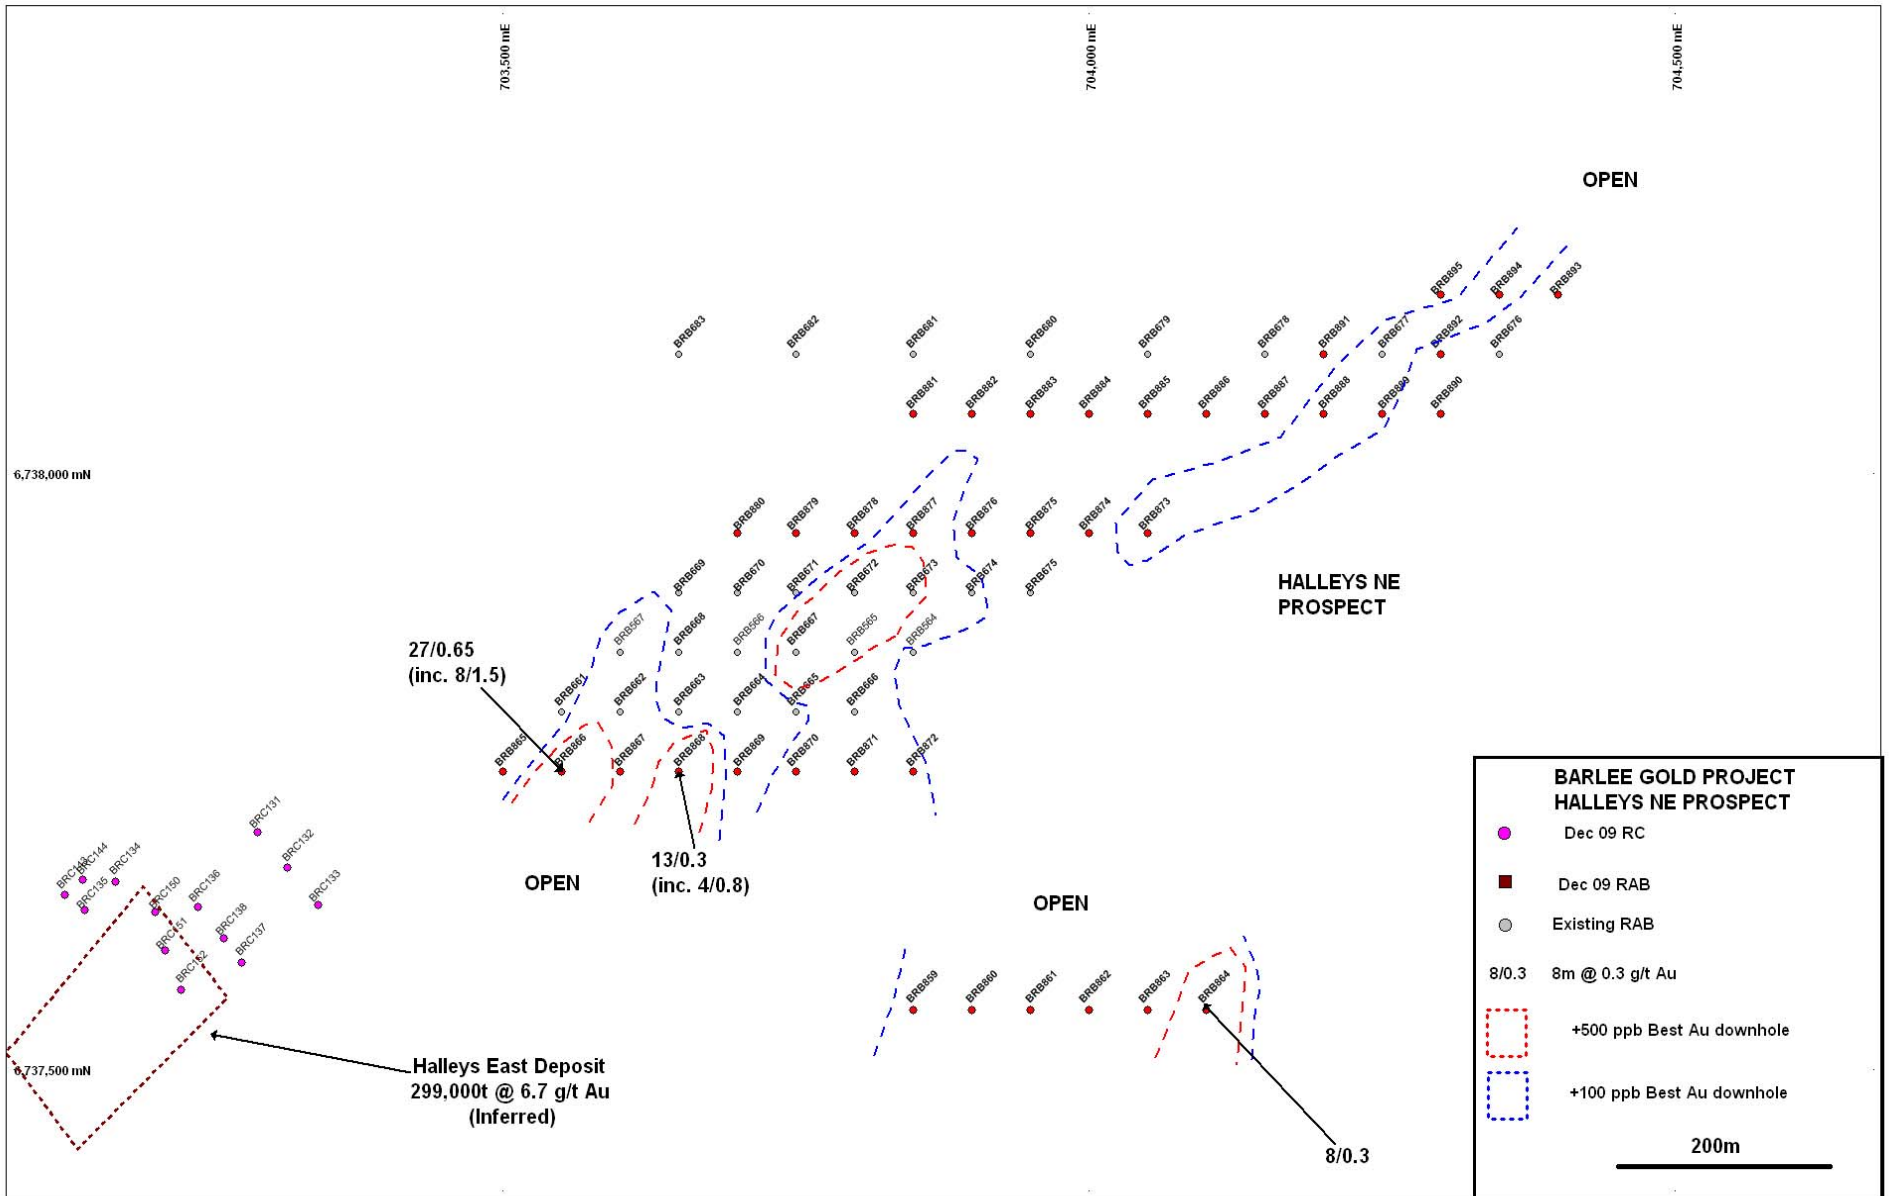 703,500 mE
704,000 mE
704,500 mE
OPEN
BRB895
BRB894
BRB893
BRB683
BRB682
BRB681
BRB680
BRB679
BRB678
BRB891
BRB677
BRB892
BRB676
BRB881
BRB882
BRB883
BRB884
BRB885
BRB886
BRB887
BRB888
BRB889
BRB890
6,738,000 mN
BRB880
BRB879
BRB878
BRB877
BRB876
BRB875
BRB874
BRB873
BRB669
BRB670
BRB671
BRB672
BRB673
BRB674
BRB675
HALLEYS NE
PROSPECT
BRB567
BRB668
BRB566
BRB667
BRB565
BRB564
27/0.65
(inc. 8/1.5)
BRB661
BRB662
BRB663
BRB664
BRB665
BRB666
BRB865
BRB866
BRB867
BRB868
BRB869
BRB870
BRB871
BRB872
13/0.3
(inc. 4/0.8)
BRC131
BRC132
BRC133
BRC143
BRC144
BRC134
BRC135
BRC150
BRC136
BRC151
BRC138
BRC137
BRC152
OPEN
OPEN
BRB859
BRB860
BRB861
BRB862
BRB863
BRB864
6,737,500 mN
Halleys East Deposit
299,000t @ 6.7 g/t Au
(Inferred)
8/0.3
BARLEE GOLD PROJECT
HALLEYS NE PROSPECT
Dec 09 RC
Dec 09 RAB
Existing RAB
8/0.3 8m @ 0.3 g/t Au
+500 ppb Best Au downhole
+100 ppb Best Au downhole
200m